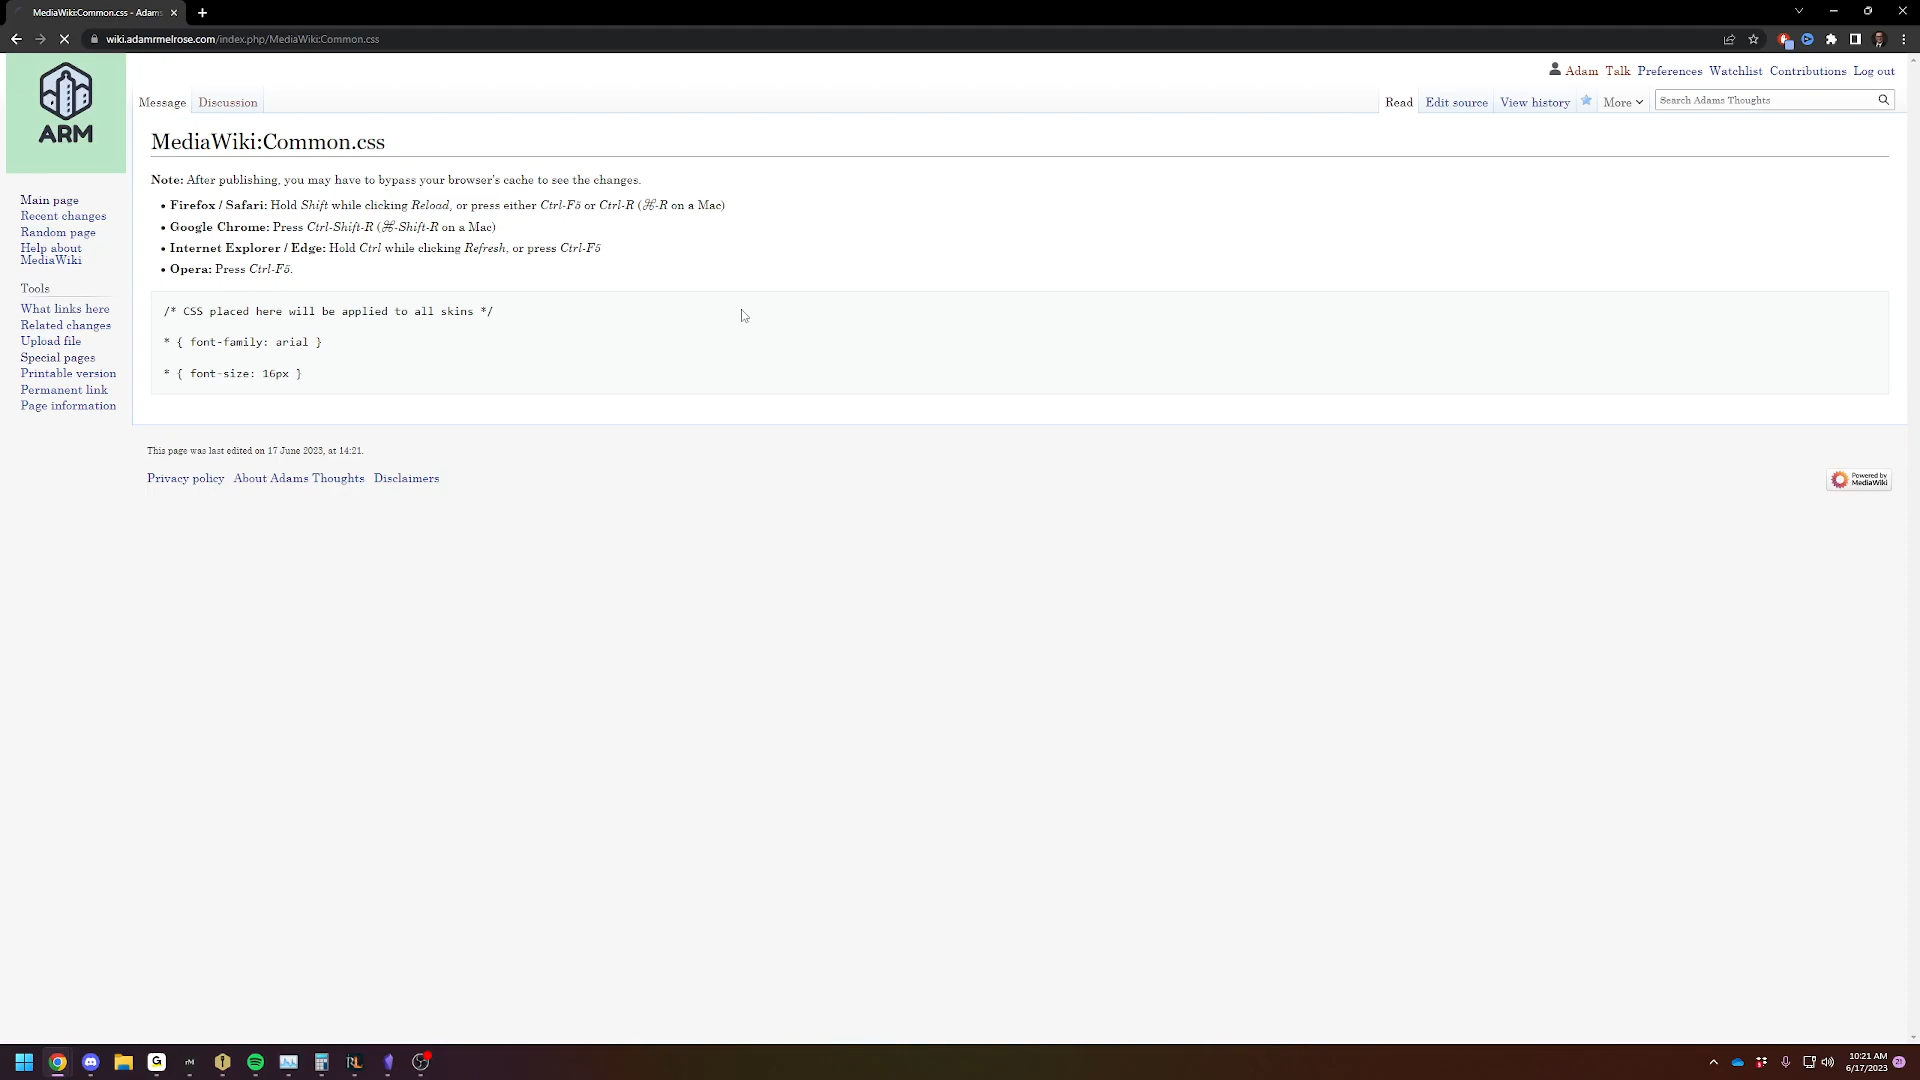 MediaWiki:Common.css - Adams
wiki.adamrmelrose.com/index.php/MediaWiki:Common.css
ARM
Adam Talk Preferences Watchlist Contributions Log out
Message Discussion
Read Edit source View history More Search Adams Thoughts
MediaWiki:Common.css
Note: After publishing, you may have to bypass your browser's cache to see the changes.
• Firefox / Safari: Hold Shift while clicking Reload, or press either Ctrl-F5 or Ctrl-R (⌘-R on a Mac)
• Google Chrome: Press Ctrl-Shift-R (⌘-Shift-R on a Mac)
• Internet Explorer / Edge: Hold Ctrl while clicking Refresh, or press Ctrl-F5
• Opera: Press Ctrl-F5.
/* CSS placed here will be applied to all skins */
* { font-family: arial }
* { font-size: 16px }
Main page
Recent changes
Random page
Help about
MediaWiki
Tools
What links here
Related changes
Upload file
Special pages
Printable version
Permanent link
Page information
This page was last edited on 17 June 2023, at 14:21.
Privacy policy About Adams Thoughts Disclaimers
Powered by
MediaWiki
G
rM
RL
10:21 AM
6/17/2023
21